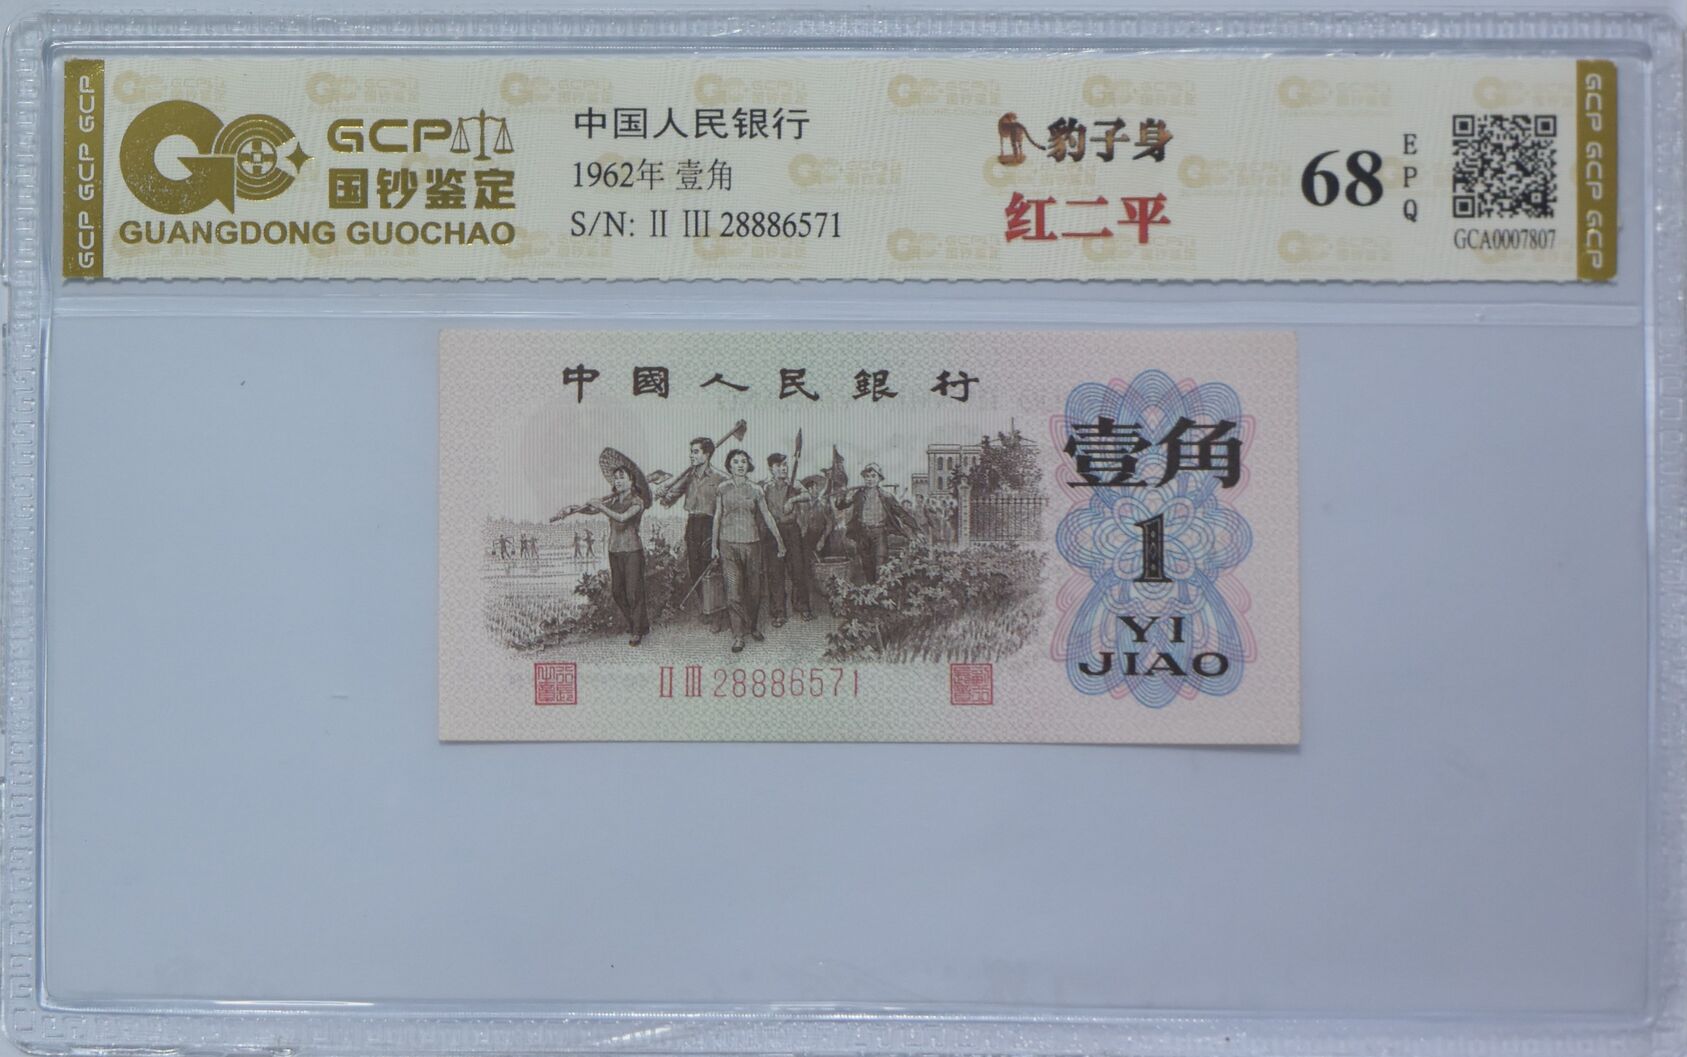 GCP GCP GCP
GCP
国钞鉴定
GUANGDONG GUOCHAO
中国人民银行
1962年 壹角
S/N: Ⅱ Ⅲ 28886571
豹子身
红二平
68
E
P
Q
GCA0007807
GCP GCP GCP
中國人民銀行
壹角
1
YI
JIAO
Ⅱ Ⅲ 28886571